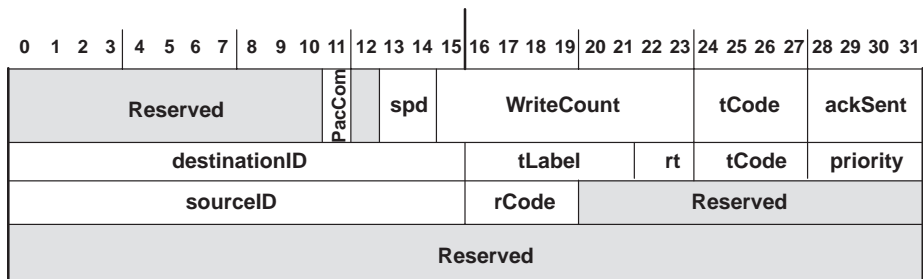 0 1 2 3 4 5 6 7 8 9 10 11 12 13 14 15 16 17 18 19 20 21 22 23 24 25 26 27 28 29 30 31
Reserved PacCom spd WriteCount tCode ackSent
destinationID tLabel rt tCode priority
sourceID rCode Reserved
Reserved